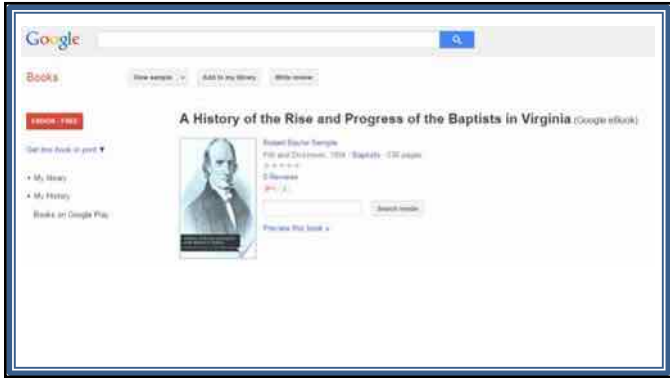 Google
Books
View sample
Add to my library
Write review
EBOOK - FREE
A History of the Rise and Progress of the Baptists in Virginia (Google eBook)
Robert Baylor Semple
Get this book in print ▼
Pitt and Dickinson, 1894 - Baptists - 536 pages
0 Reviews
My library
My History
Books on Google Play
Search inside
Preview this book »